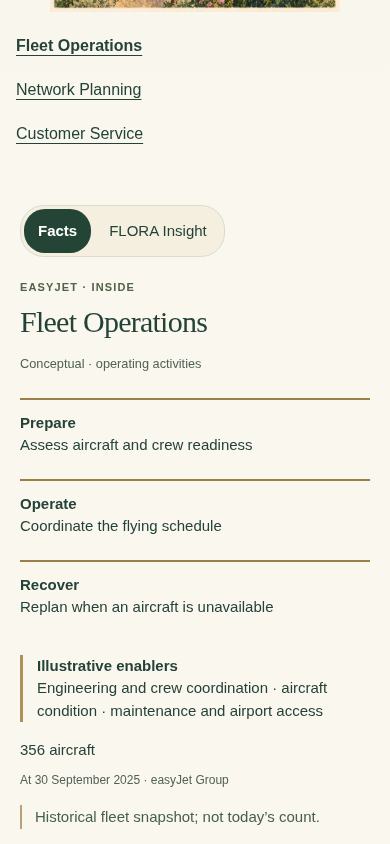 Fleet Operations
Network Planning
Customer Service
Facts
FLORA Insight
EASYJET · INSIDE
Fleet Operations
Conceptual · operating activities
Prepare
Assess aircraft and crew readiness
Operate
Coordinate the flying schedule
Recover
Replan when an aircraft is unavailable
Illustrative enablers
Engineering and crew coordination · aircraft
condition · maintenance and airport access
356 aircraft
At 30 September 2025 · easyJet Group
Historical fleet snapshot; not today’s count.